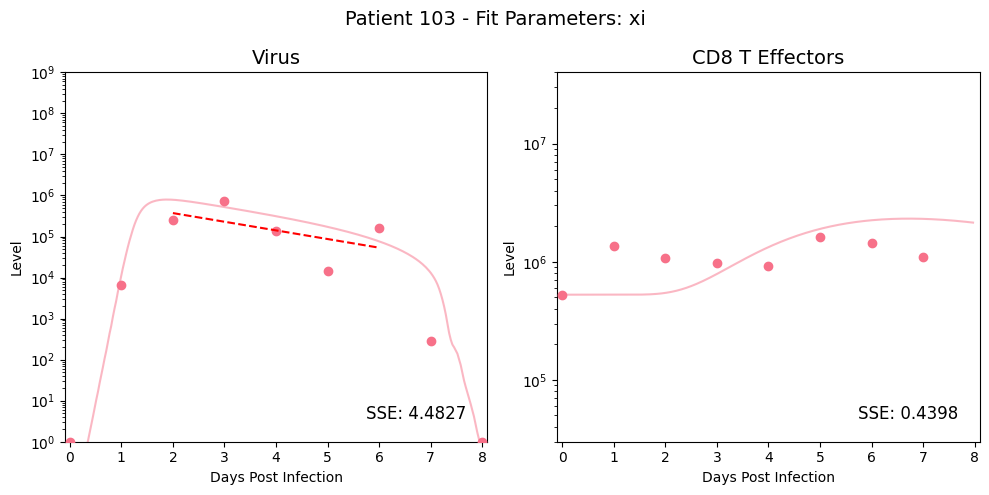 Patient 103 - Fit Parameters: xi
Virus
CD8 T Effectors
Level
10^9
10^8
10^7
10^6
10^5
10^4
10^3
10^2
10^1
10^0
SSE: 4.4827
0 1 2 3 4 5 6 7 8
Days Post Infection
Level
10^7
10^6
10^5
SSE: 0.4398
0 1 2 3 4 5 6 7 8
Days Post Infection